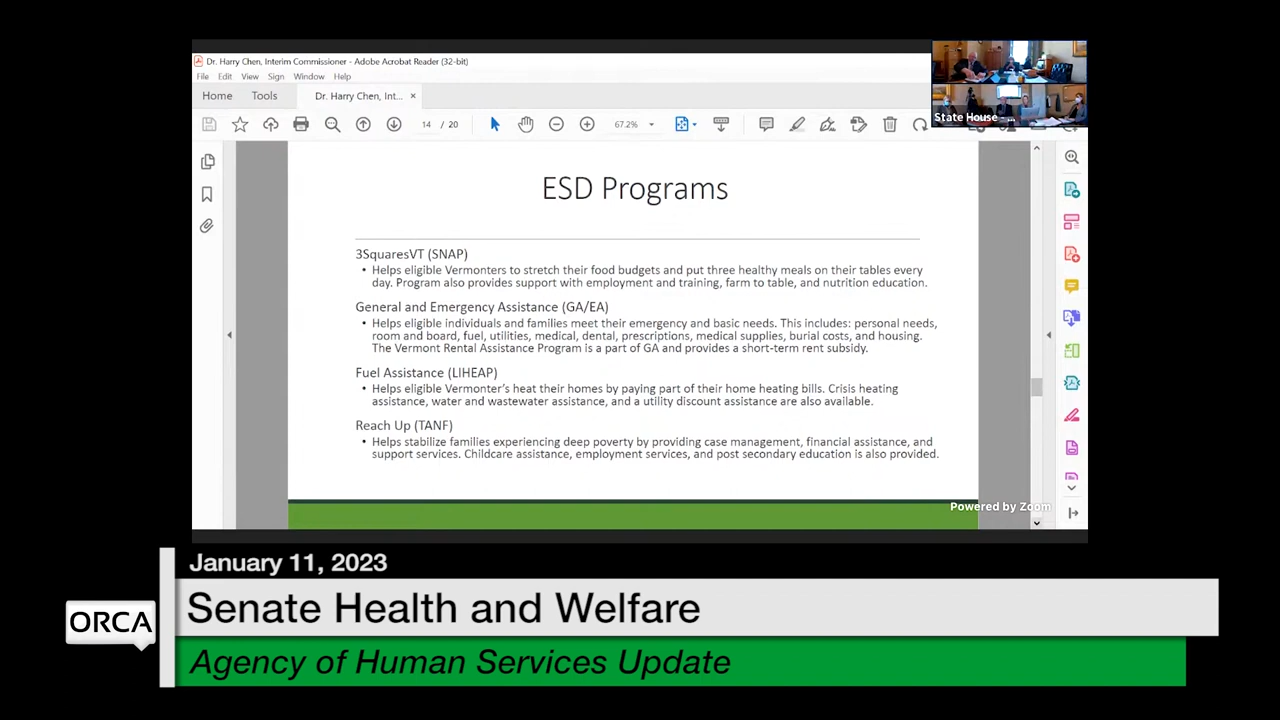 Dr. Harry Chen, Interim Commissioner - Adobe Acrobat Reader (32-bit)
File Edit View Sign Window Help
Home Tools Dr. Harry Chen, Int... ×
14 / 20 67.2%
State House - ...
ESD Programs
3SquaresVT (SNAP)
• Helps eligible Vermonters to stretch their food budgets and put three healthy meals on their tables every
day. Program also provides support with employment and training, farm to table, and nutrition education.
General and Emergency Assistance (GA/EA)
• Helps eligible individuals and families meet their emergency and basic needs. This includes: personal needs,
room and board, fuel, utilities, medical, dental, prescriptions, medical supplies, burial costs, and housing.
The Vermont Rental Assistance Program is a part of GA and provides a short-term rent subsidy.
Fuel Assistance (LIHEAP)
• Helps eligible Vermonter's heat their homes by paying part of their home heating bills. Crisis heating
assistance, water and wastewater assistance, and a utility discount assistance are also available.
Reach Up (TANF)
• Helps stabilize families experiencing deep poverty by providing case management, financial assistance, and
support services. Childcare assistance, employment services, and post secondary education is also provided.
Powered by Zoom
January 11, 2023
ORCA
Senate Health and Welfare
Agency of Human Services Update